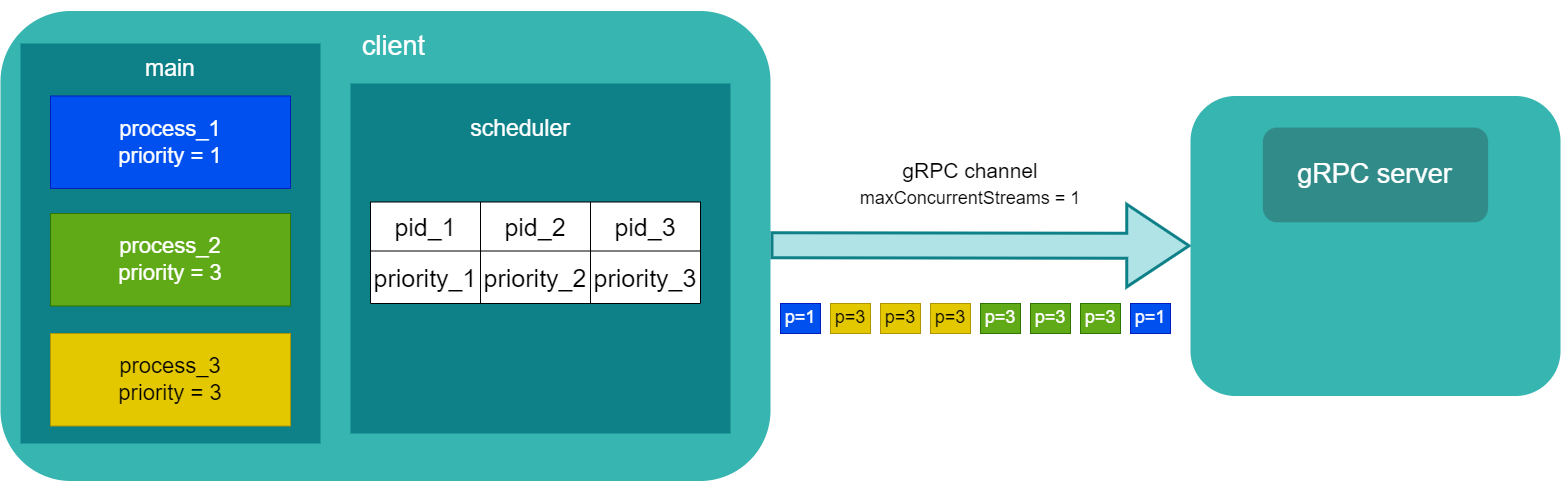 client
main
process_1
priority = 1
process_2
priority = 3
process_3
priority = 3
scheduler
pid_1 pid_2 pid_3
priority_1 priority_2 priority_3
gRPC channel
maxConcurrentStreams = 1
p=1 p=3 p=3 p=3 p=3 p=3 p=3 p=1
gRPC server